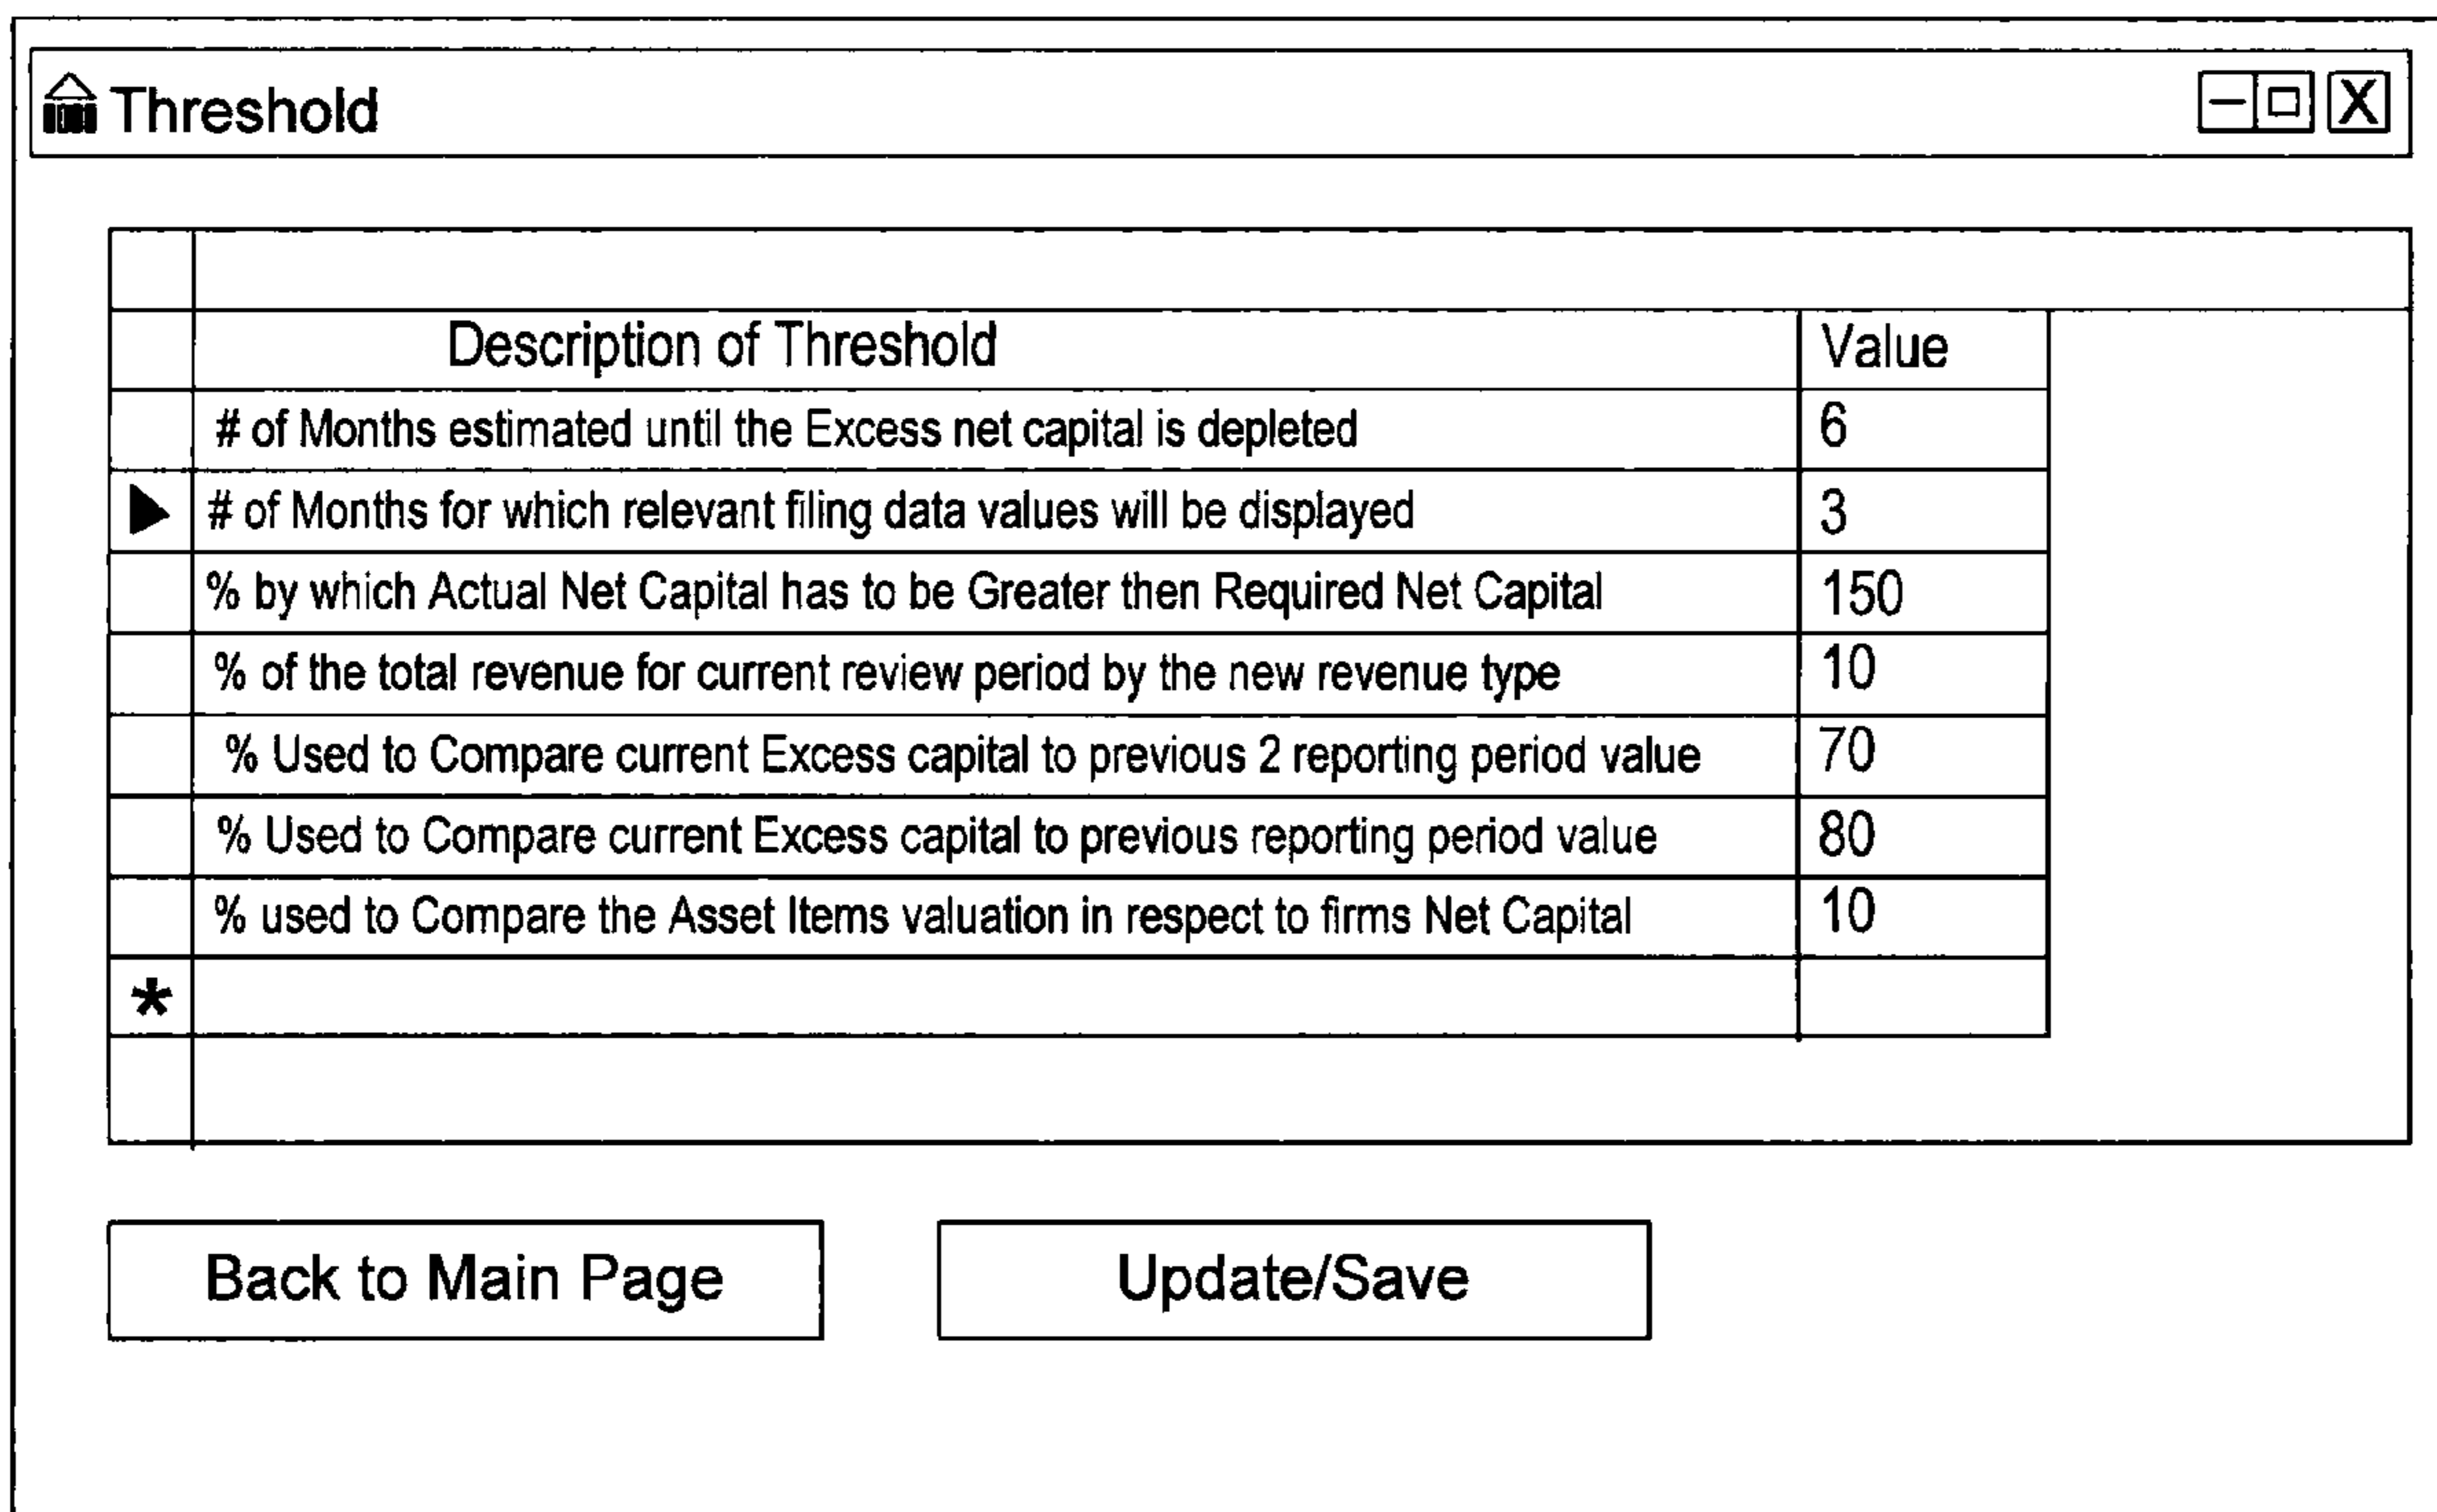 Threshold
Description of Threshold Value
# of Months estimated until the Excess net capital is depleted 6
# of Months for which relevant filing data values will be displayed 3
% by which Actual Net Capital has to be Greater then Required Net Capital 150
% of the total revenue for current review period by the new revenue type 10
% Used to Compare current Excess capital to previous 2 reporting period value 70
% Used to Compare current Excess capital to previous reporting period value 80
% used to Compare the Asset Items valuation in respect to firms Net Capital 10
*
Back to Main Page Update/Save